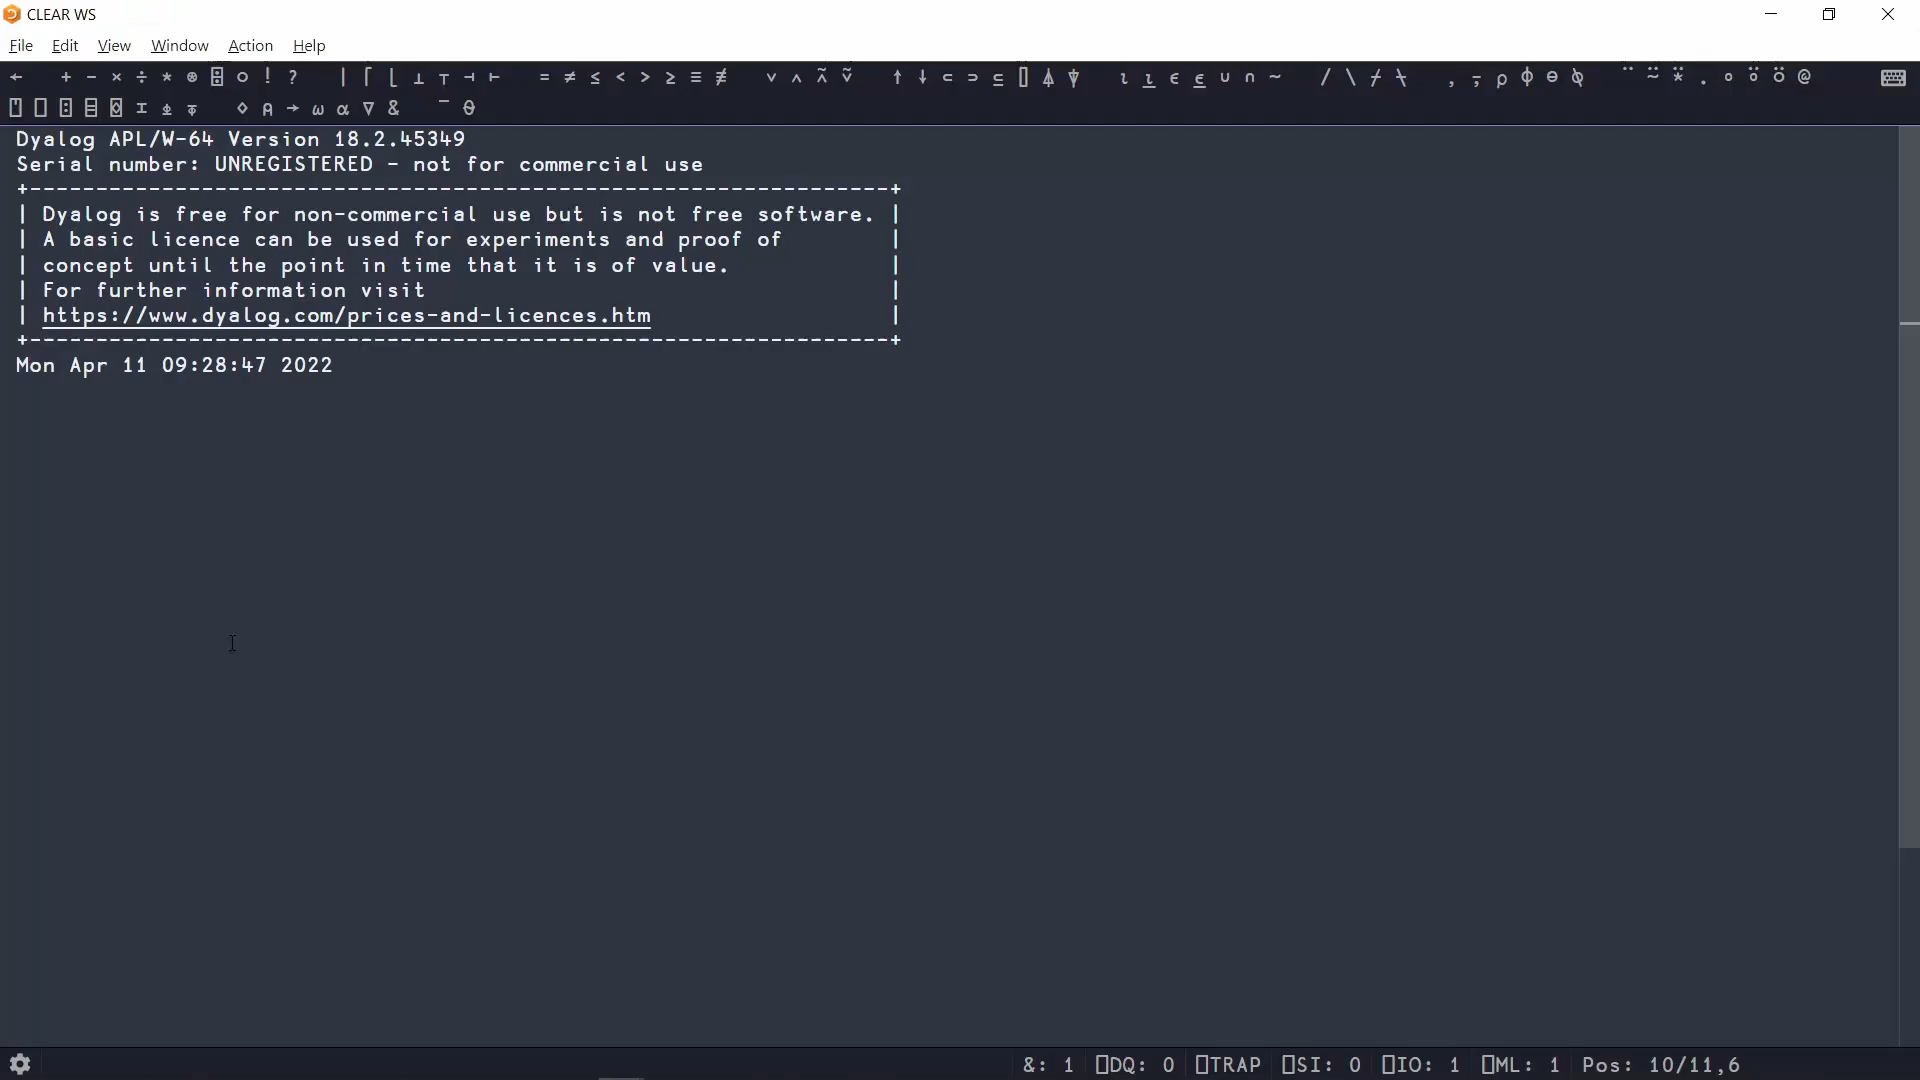 CLEAR WS
File Edit View Window Action Help
← + − × ÷ * ⍟ ⌹ ○ ! ? | ⌈ ⌊ ⊥ ⊤ ⊣ ⊢ = ≠ ≤ < > ≥ ≡ ≢ ∨ ∧ ⍲ ⍱ ↑ ↓ ⊂ ⊃ ⊆ ⌷ ⍋ ⍒ ⍳ ⍸ ∊ ⍷ ∪ ∩ ~ / \ ⌿ ⍀ , ⍪ ⍴ ⌽ ⊖ ⍉ ¨ ⍨ ⍣ . ∘ ⍤ ⍥ @
⍞ ⎕ ⍠ ⌸ ⌺ ⌶ ⍎ ⍕ ⋄ ⍝ → ⍵ ⍺ ∇ & ¯ ⍬
Dyalog APL/W-64 Version 18.2.45349
Serial number: UNREGISTERED - not for commercial use
+-----------------------------------------------------------------+
| Dyalog is free for non-commercial use but is not free software. |
| A basic licence can be used for experiments and proof of        |
| concept until the point in time that it is of value.            |
| For further information visit                                   |
| https://www.dyalog.com/prices-and-licences.htm                  |
+-----------------------------------------------------------------+
Mon Apr 11 09:28:47 2022
&: 1 ⎕DQ: 0 ⎕TRAP ⎕SI: 0 ⎕IO: 1 ⎕ML: 1 Pos: 10/11,6